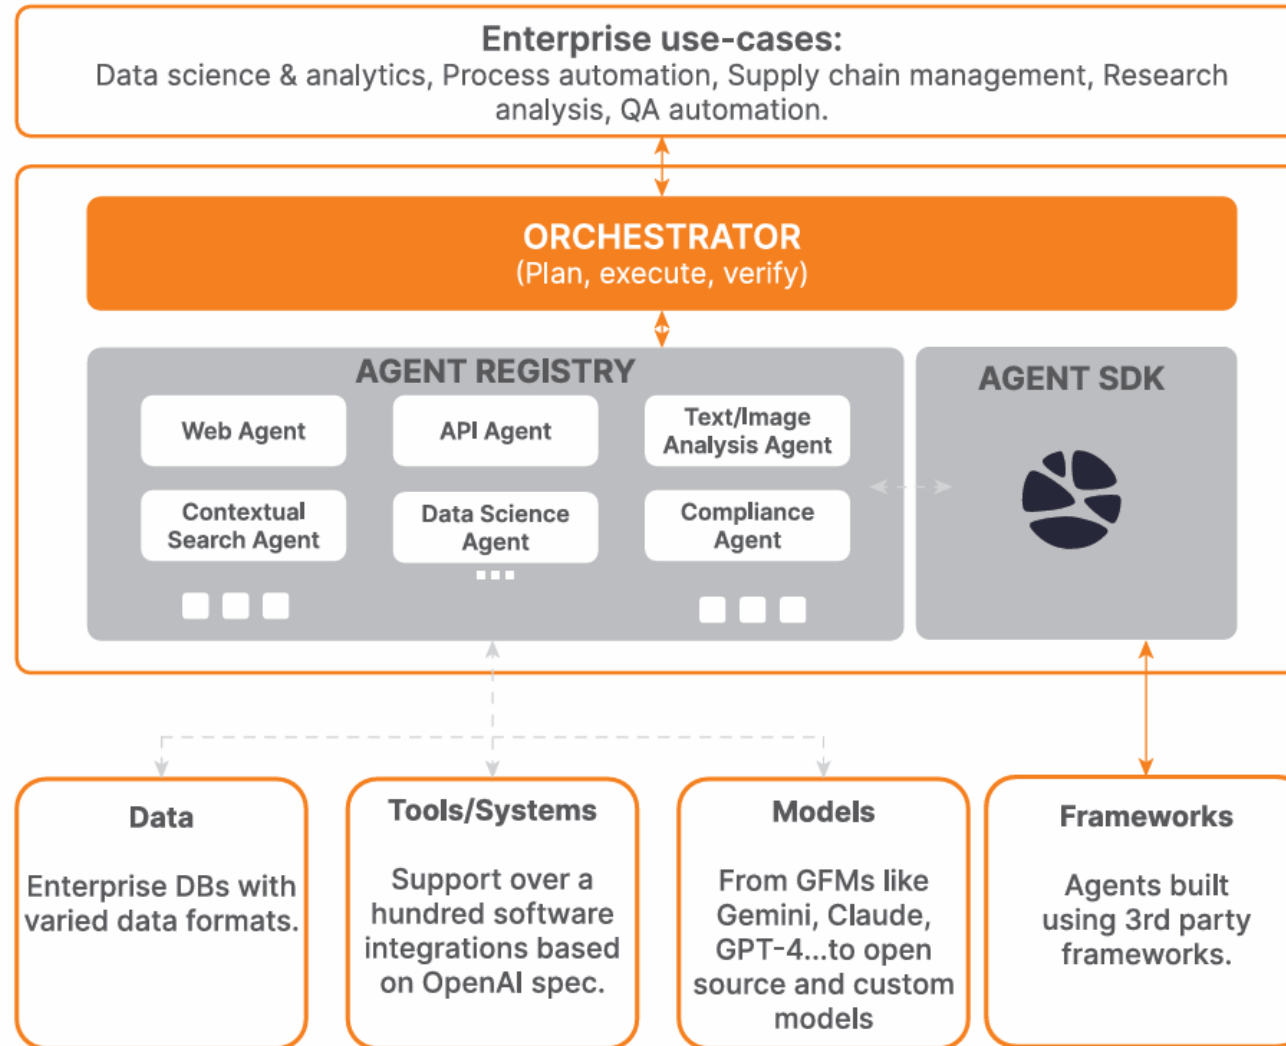 Enterprise use-cases:
Data science & analytics, Process automation, Supply chain management, Research
analysis, QA automation.
ORCHESTRATOR
(Plan, execute, verify)
AGENT REGISTRY
Web Agent
API Agent
Text/Image
Analysis Agent
Contextual
Search Agent
Data Science
Agent
Compliance
Agent
AGENT SDK
Data
Enterprise DBs with
varied data formats.
Tools/Systems
Support over a
hundred software
integrations based
on OpenAI spec.
Models
From GFMs like
Gemini, Claude,
GPT-4...to open
source and custom
models
Frameworks
Agents built
using 3rd party
frameworks.